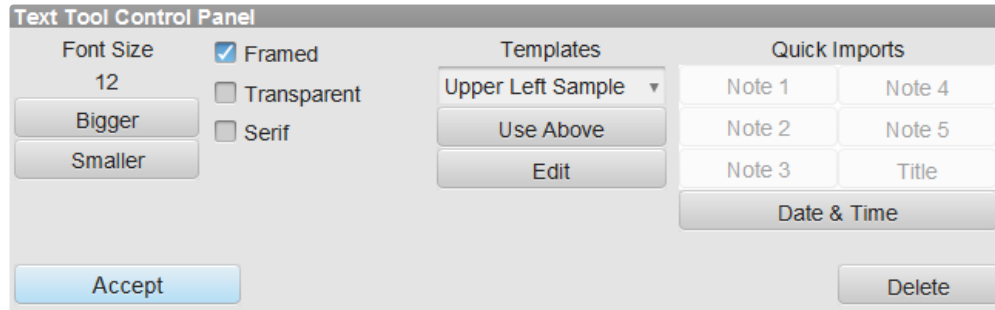 Text Tool Control Panel
Font Size
12
Bigger
Smaller
Framed
Transparent
Serif
Templates
Upper Left Sample
Use Above
Edit
Quick Imports
Note 1 Note 4
Note 2 Note 5
Note 3 Title
Date & Time
Accept
Delete